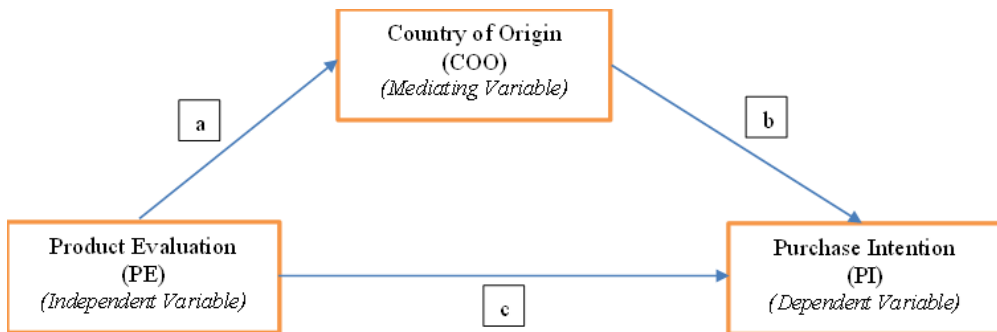 Country of Origin
(COO)
(Mediating Variable)
a
b
Product Evaluation
(PE)
(Independent Variable)
Purchase Intention
(PI)
(Dependent Variable)
c